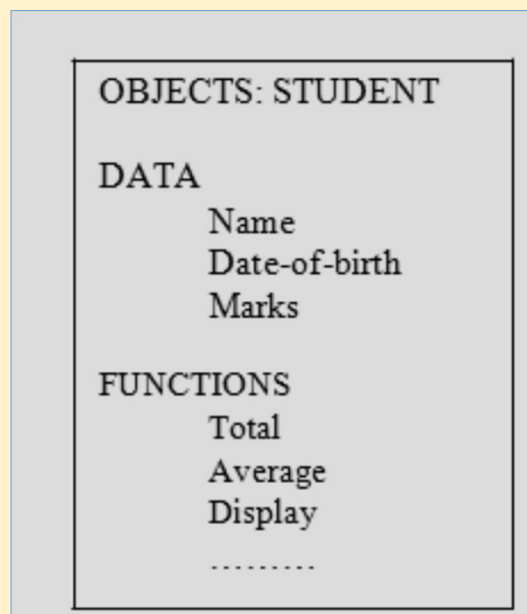 OBJECTS: STUDENT
DATA
Name
Date-of-birth
Marks
FUNCTIONS
Total
Average
Display
.........